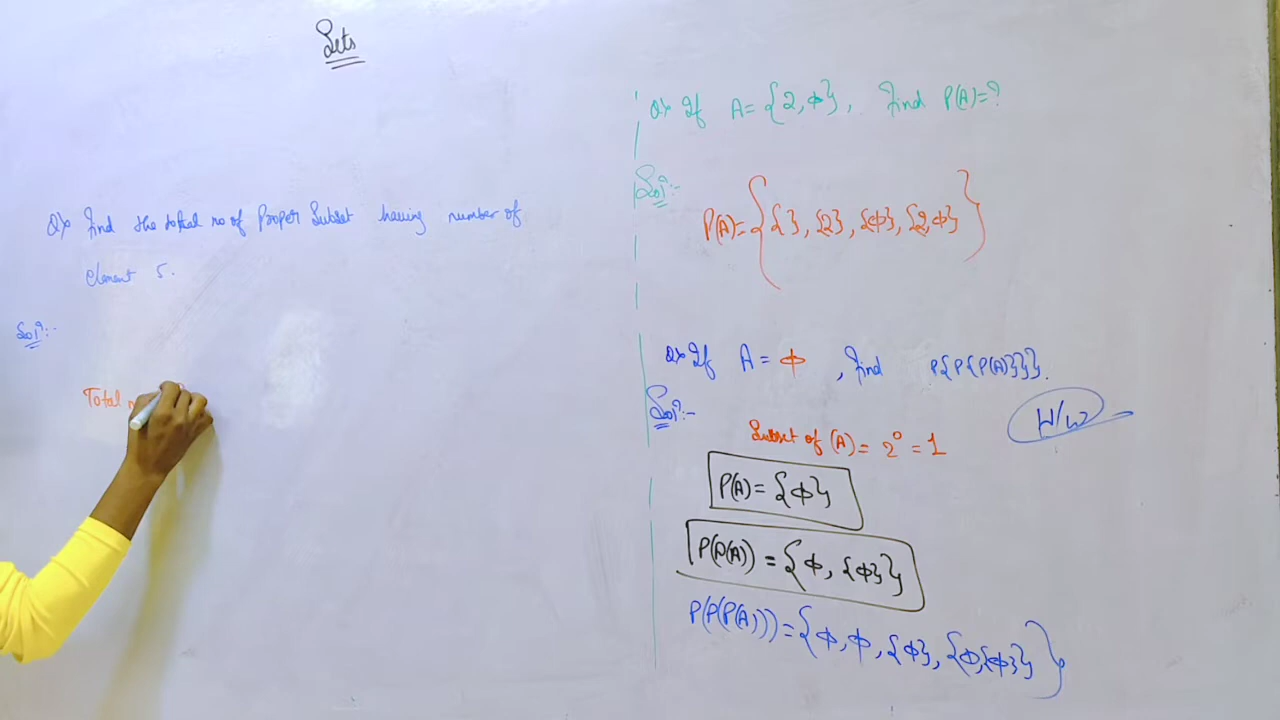 Sets
Q) Find the total no of Proper Subset having number of
element 5.
Sol?:-
Total n
Q) If A = {2, Φ}, Find P(A)=?
Sol?:-
P(A)= { { }, {2}, {Φ}, {2, Φ} }
Q) If A = Φ , find P{P{P(A)}}}.
Sol?:-
H/W
Subset of (A) = 2⁰ = 1
P(A) = {Φ}
P(P(A)) = {Φ, {Φ}}
P(P(P(A))) = {Φ, Φ, {Φ}, {Φ,{Φ}} }